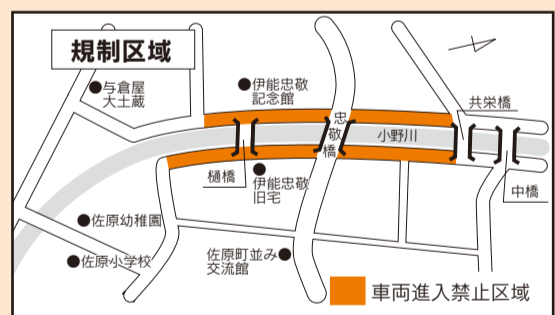 規制区域
●与倉屋
大土蔵
●伊能忠敬
記念館
忠敬橋
小野川
共栄橋
樋橋
●伊能忠敬
旧宅
中橋
●佐原幼稚園
●佐原小学校
佐原町並み●
交流館
車両進入禁止区域